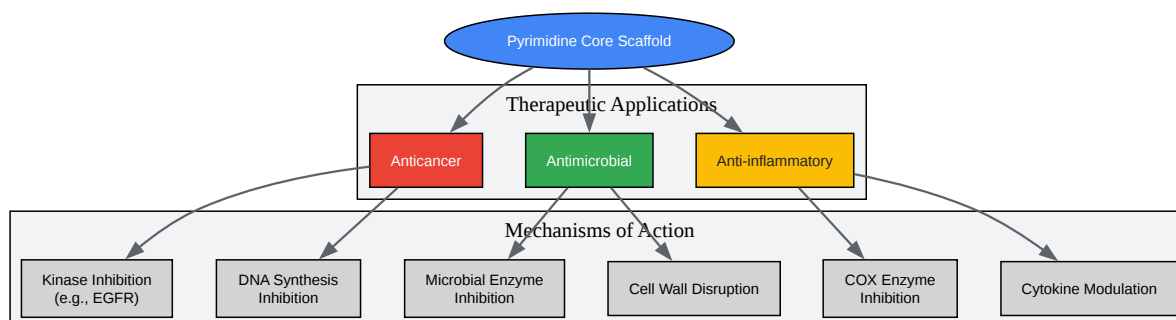 Pyrimidine Core Scaffold
Therapeutic Applications
Anticancer
Antimicrobial
Anti-inflammatory
Mechanisms of Action
Kinase Inhibition
(e.g., EGFR)
DNA Synthesis
Inhibition
Microbial Enzyme
Inhibition
Cell Wall Disruption
COX Enzyme
Inhibition
Cytokine Modulation